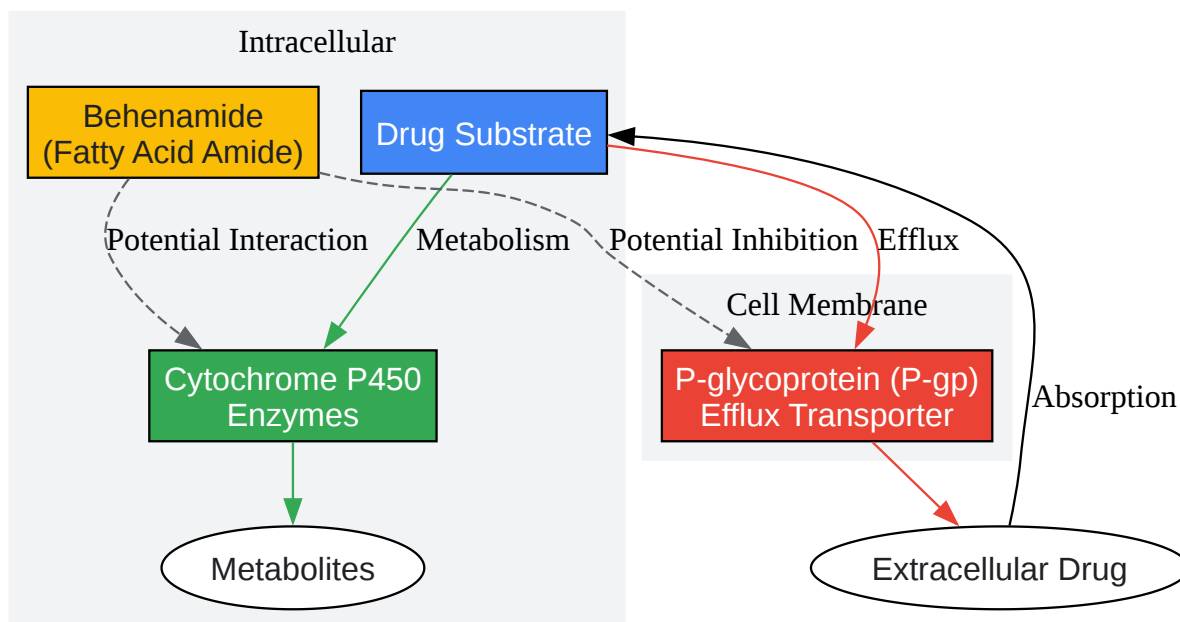 Intracellular
Behenamide
(Fatty Acid Amide)
Drug Substrate
Potential Interaction
Metabolism
Potential Inhibition
Efflux
Cell Membrane
Cytochrome P450
Enzymes
P-glycoprotein (P-gp)
Efflux Transporter
Absorption
Metabolites
Extracellular Drug